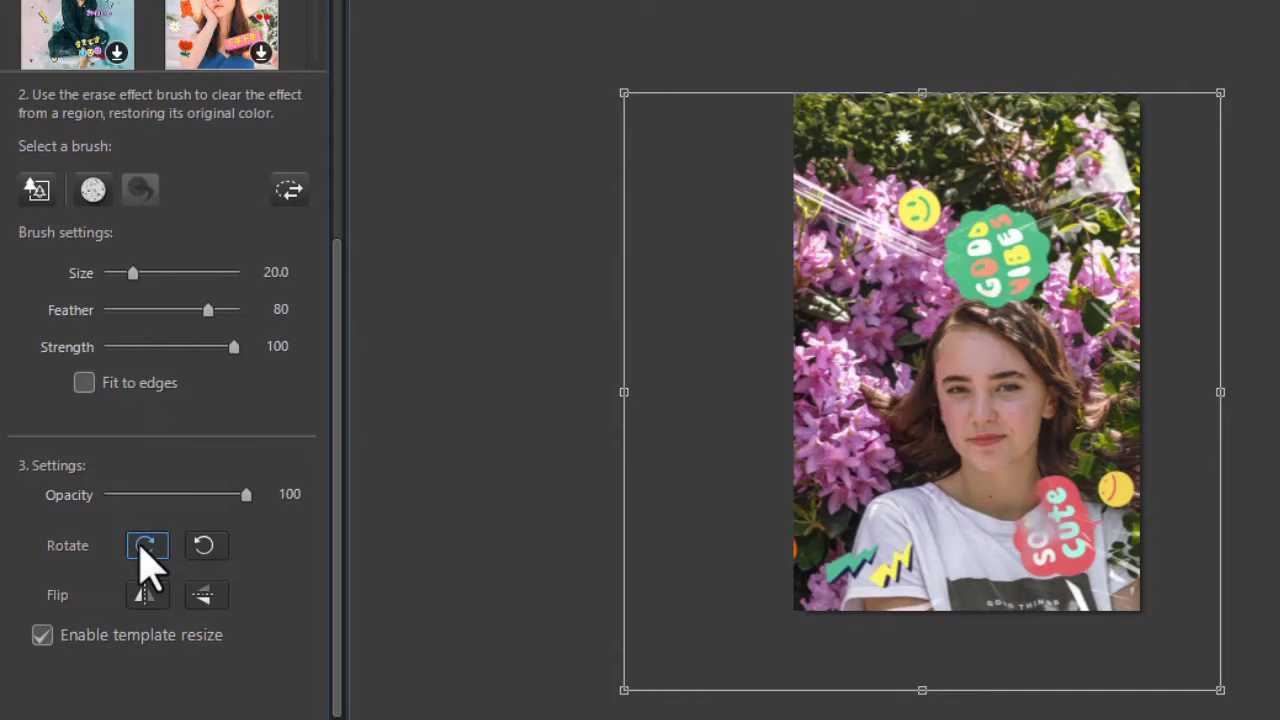 2. Use the erase effect brush to clear the effect
from a region, restoring its original color.
Select a brush:
Brush settings:
Size 20.0
Feather 80
Strength 100
Fit to edges
3. Settings:
Opacity 100
Rotate
Flip
Enable template resize
GOOD
VIBES
SO
Cute
GOOD THINGS